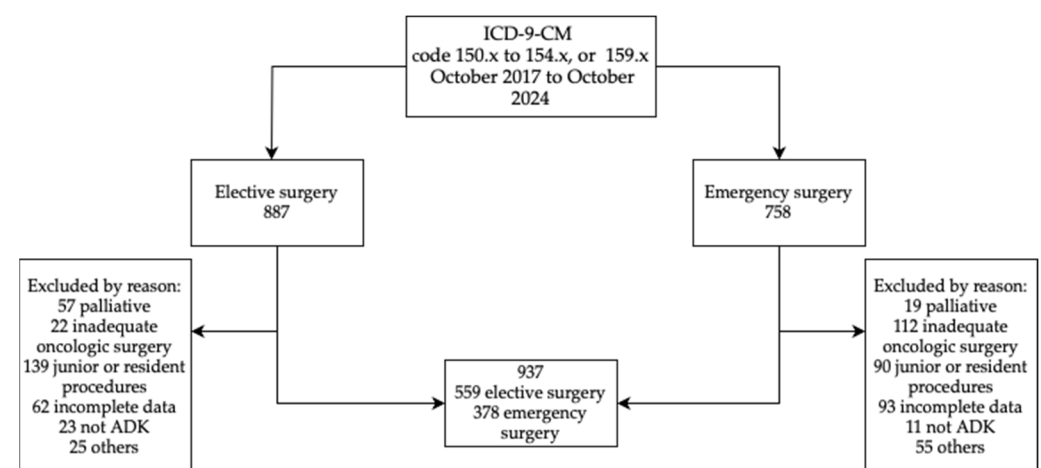 ICD-9-CM
code 150.x to 154.x, or 159.x
October 2017 to October
2024
Elective surgery
887
Emergency surgery
758
Excluded by reason:
57 palliative
22 inadequate
oncologic surgery
139 junior or resident
procedures
62 incomplete data
23 not ADK
25 others
937
559 elective surgery
378 emergency
surgery
Excluded by reason:
19 palliative
112 inadequate
oncologic surgery
90 junior or resident
procedures
93 incomplete data
11 not ADK
55 others